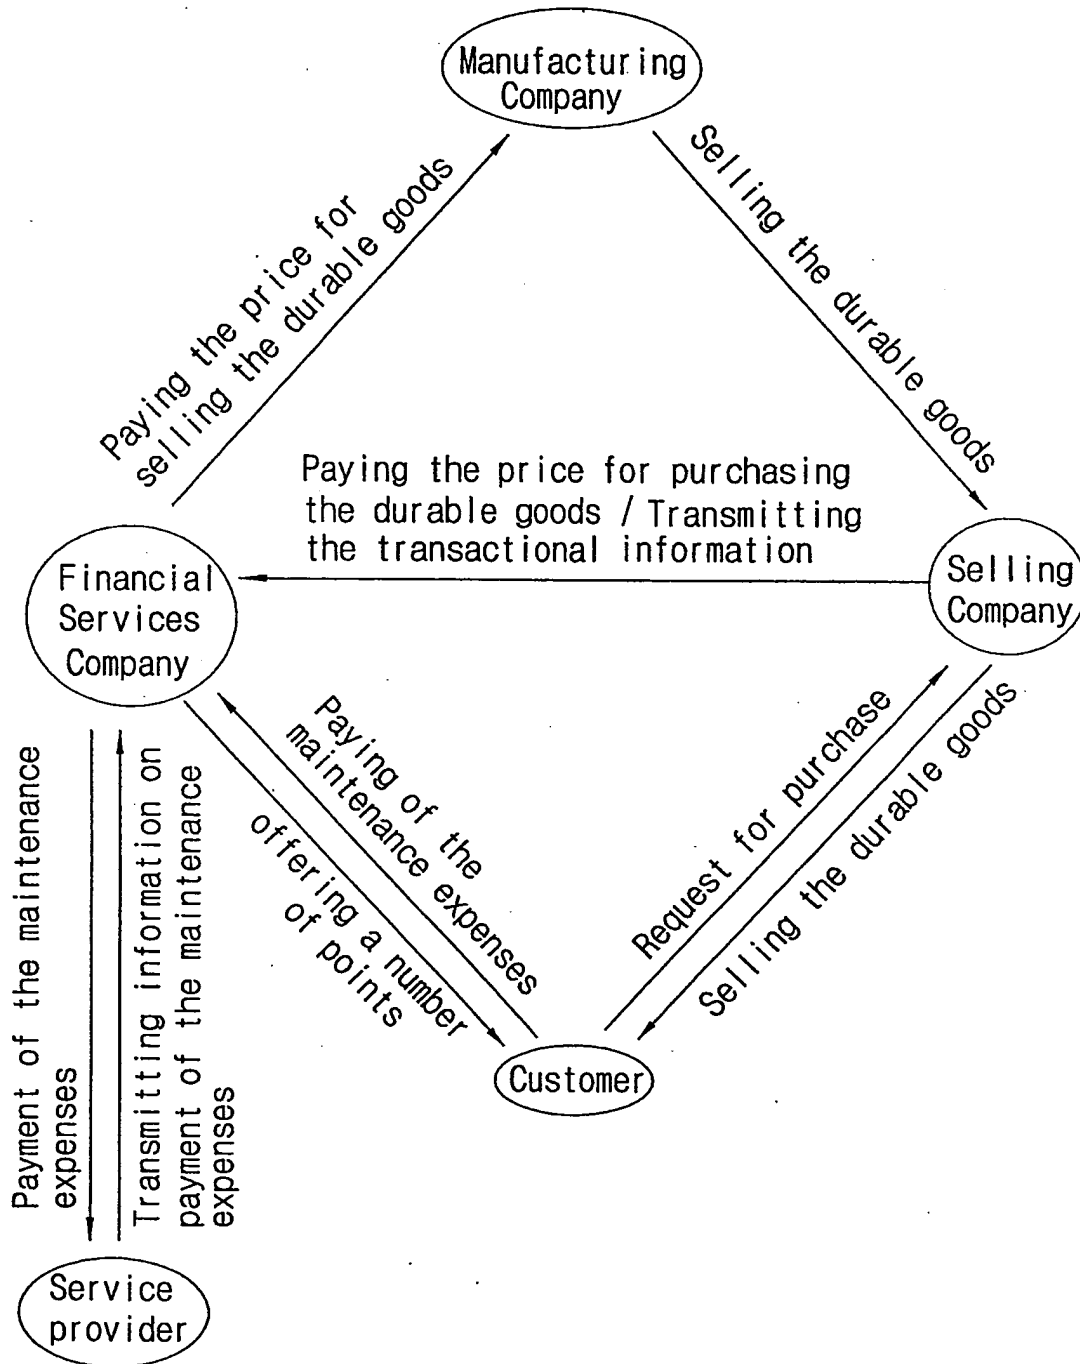 Manufacturing
Company
Paying the price for
selling the durable goods
Selling the durable goods
Paying the price for purchasing
the durable goods / Transmitting
the transactional information
Financial
Services
Company
Selling
Company
Paying of the
maintenance expenses
offering a number
of points
Request for purchase
Selling the durable goods
Payment of the maintenance
expenses
Transmitting information on
payment of the maintenance
expenses
Customer
Service
provider